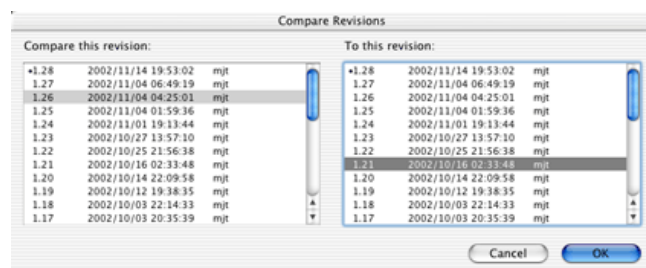 Compare Revisions
Compare this revision:
•1.28 2002/11/14 19:53:02 mjt
1.27 2002/11/04 06:49:19 mjt
1.26 2002/11/04 04:25:01 mjt
1.25 2002/11/04 01:59:36 mjt
1.24 2002/11/01 19:13:44 mjt
1.23 2002/10/27 13:57:10 mjt
1.22 2002/10/25 21:56:38 mjt
1.21 2002/10/16 02:33:48 mjt
1.20 2002/10/14 22:09:58 mjt
1.19 2002/10/12 19:38:35 mjt
1.18 2002/10/03 22:14:33 mjt
1.17 2002/10/03 20:35:39 mjt
To this revision:
•1.28 2002/11/14 19:53:02 mjt
1.27 2002/11/04 06:49:19 mjt
1.26 2002/11/04 04:25:01 mjt
1.25 2002/11/04 01:59:36 mjt
1.24 2002/11/01 19:13:44 mjt
1.23 2002/10/27 13:57:10 mjt
1.22 2002/10/25 21:56:38 mjt
1.21 2002/10/16 02:33:48 mjt
1.20 2002/10/14 22:09:58 mjt
1.19 2002/10/12 19:38:35 mjt
1.18 2002/10/03 22:14:33 mjt
1.17 2002/10/03 20:35:39 mjt
Cancel OK